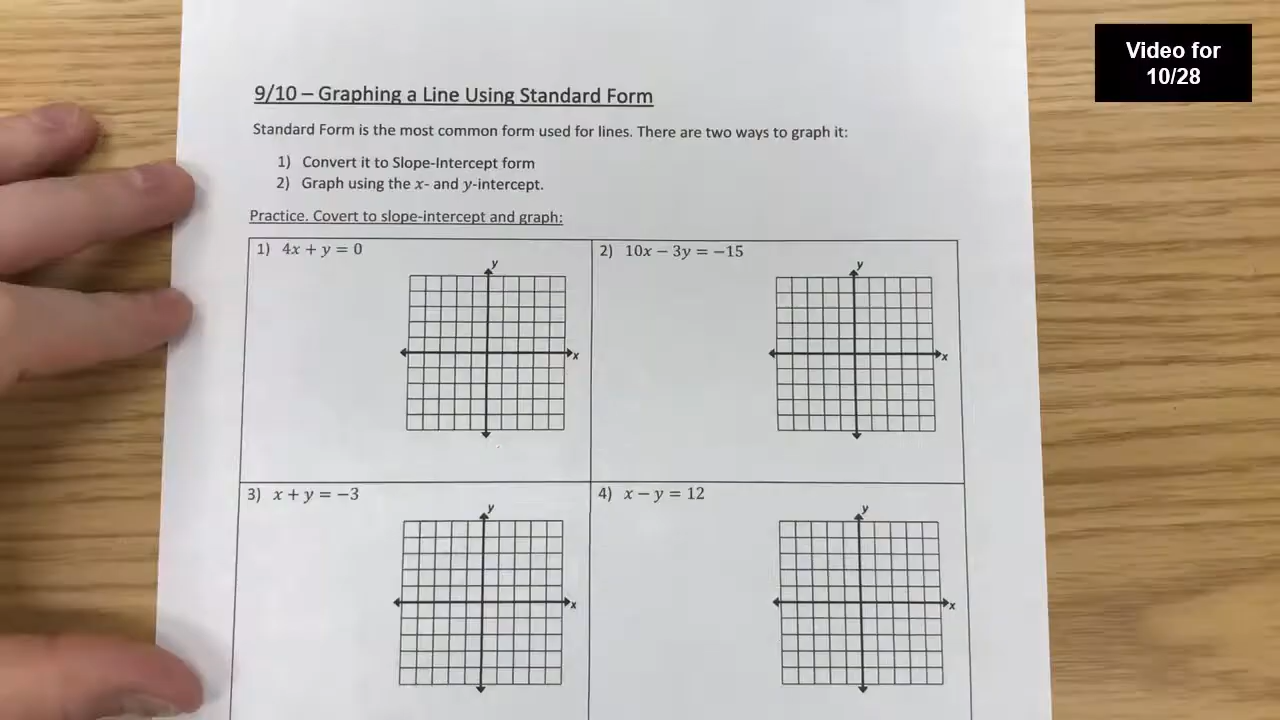 Video for
10/28
9/10 – Graphing a Line Using Standard Form
Standard Form is the most common form used for lines. There are two ways to graph it:
1) Convert it to Slope-Intercept form
2) Graph using the x- and y-intercept.
Practice. Covert to slope-intercept and graph:
1) 4x + y = 0
y
x
2) 10x − 3y = −15
y
x
3) x + y = −3
y
x
4) x − y = 12
y
x